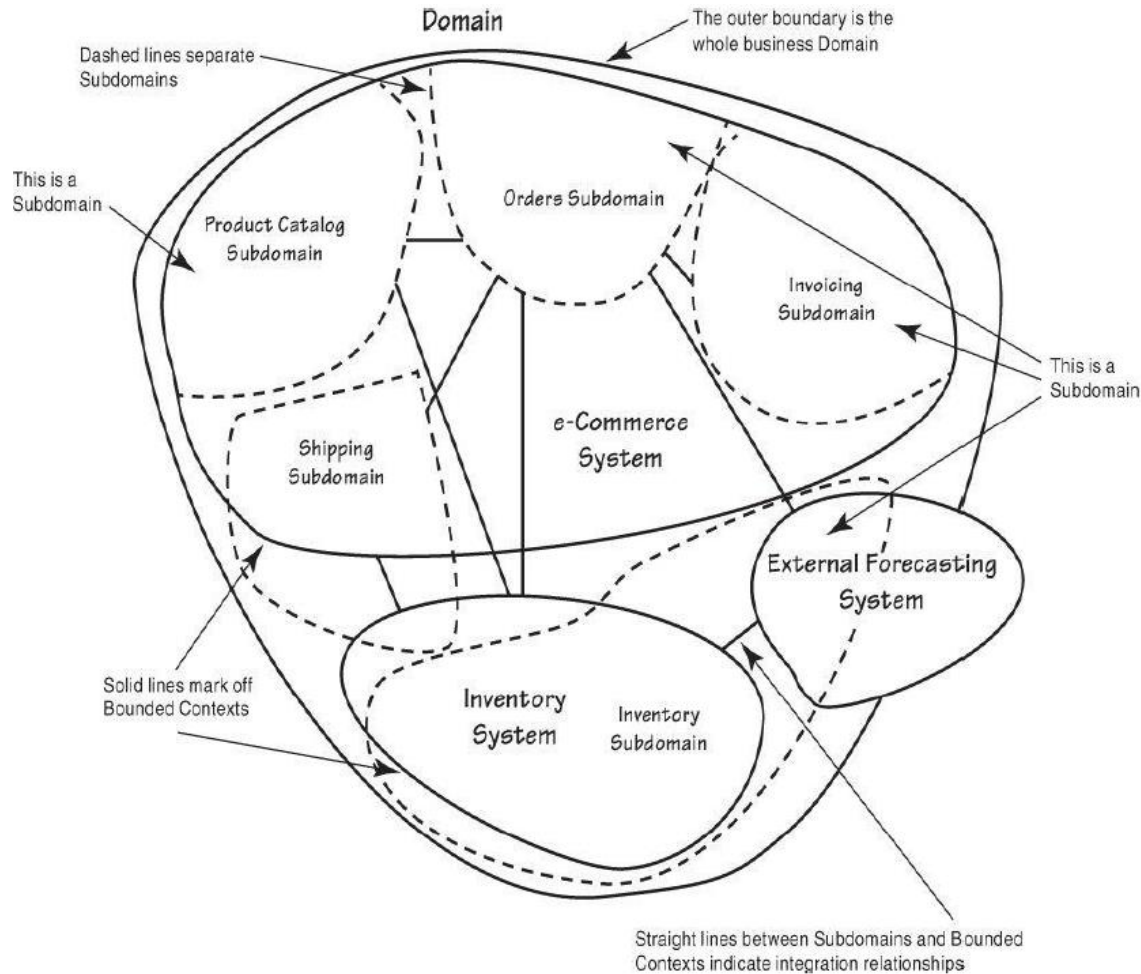 Domain
The outer boundary is the
whole business Domain
Dashed lines separate
Subdomains
This is a
Subdomain
Product Catalog
Subdomain
Orders Subdomain
Invoicing
Subdomain
This is a
Subdomain
Shipping
Subdomain
e-Commerce
System
External Forecasting
System
Solid lines mark off
Bounded Contexts
Inventory
System
Inventory
Subdomain
Straight lines between Subdomains and Bounded
Contexts indicate integration relationships